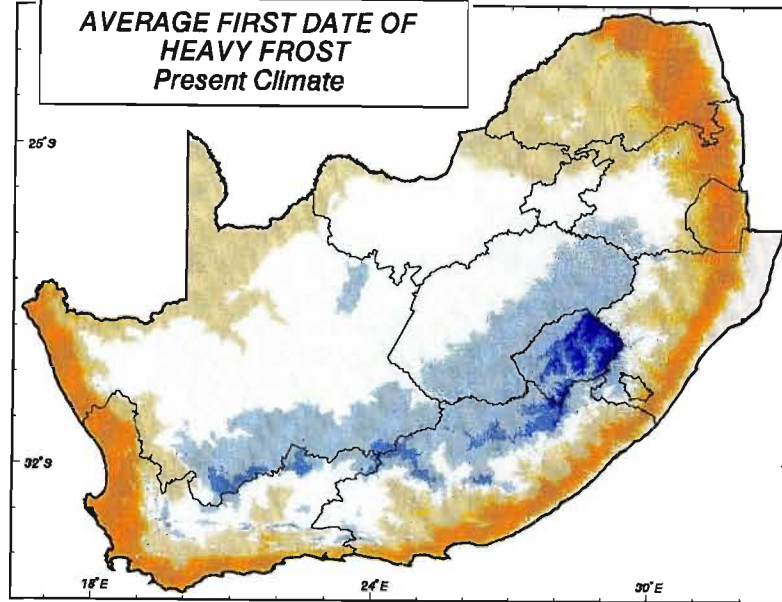 AVERAGE FIRST DATE OF
HEAVY FROST
Present Climate
25°S
32°S
18°E
24°E
30°E